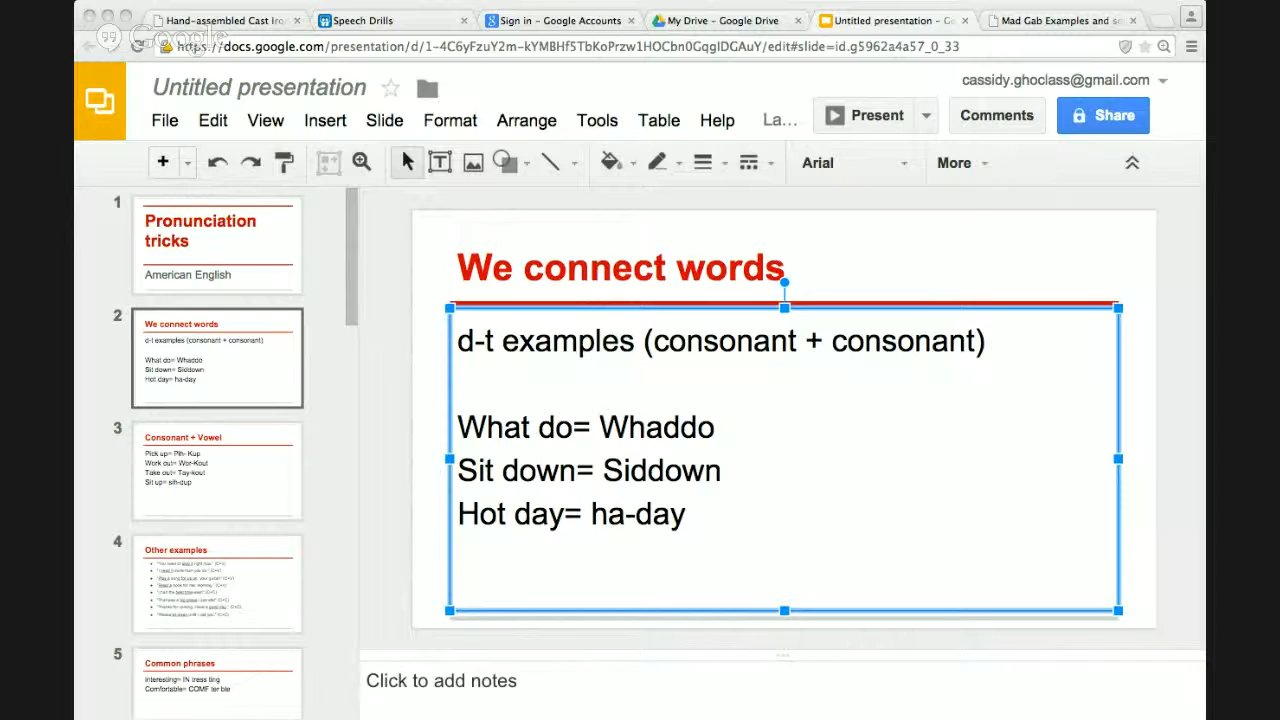 Hand-assembled Cast Iro
Speech Drills
Sign in - Google Accounts
My Drive - Google Drive
Untitled presentation - G
Mad Gab Examples and se
Google
https://docs.google.com/presentation/d/
/edit#slide=id.g5962a4a57_0_33
Untitled presentation
cassidy.ghoclass@gmail.com
File Edit View Insert Slide Format Arrange Tools Table Help La…
Present
Comments
Share
Arial
More
1
Pronunciation
tricks
American English
2
We connect words
d-t examples (consonant + consonant)
What do= Whaddo
Sit down= Siddown
Hot day= ha-day
3
Consonant + Vowel
Pick up= Pih- Kup
Work out= Wor-Kout
Take out= Tay-kout
Sit up= sih-dup
4
Other examples
5
Common phrases
Interesting= IN tress ting
Comfortable= COMF ter ble
We connect words
d-t examples (consonant + consonant)
What do= Whaddo
Sit down= Siddown
Hot day= ha-day
Click to add notes